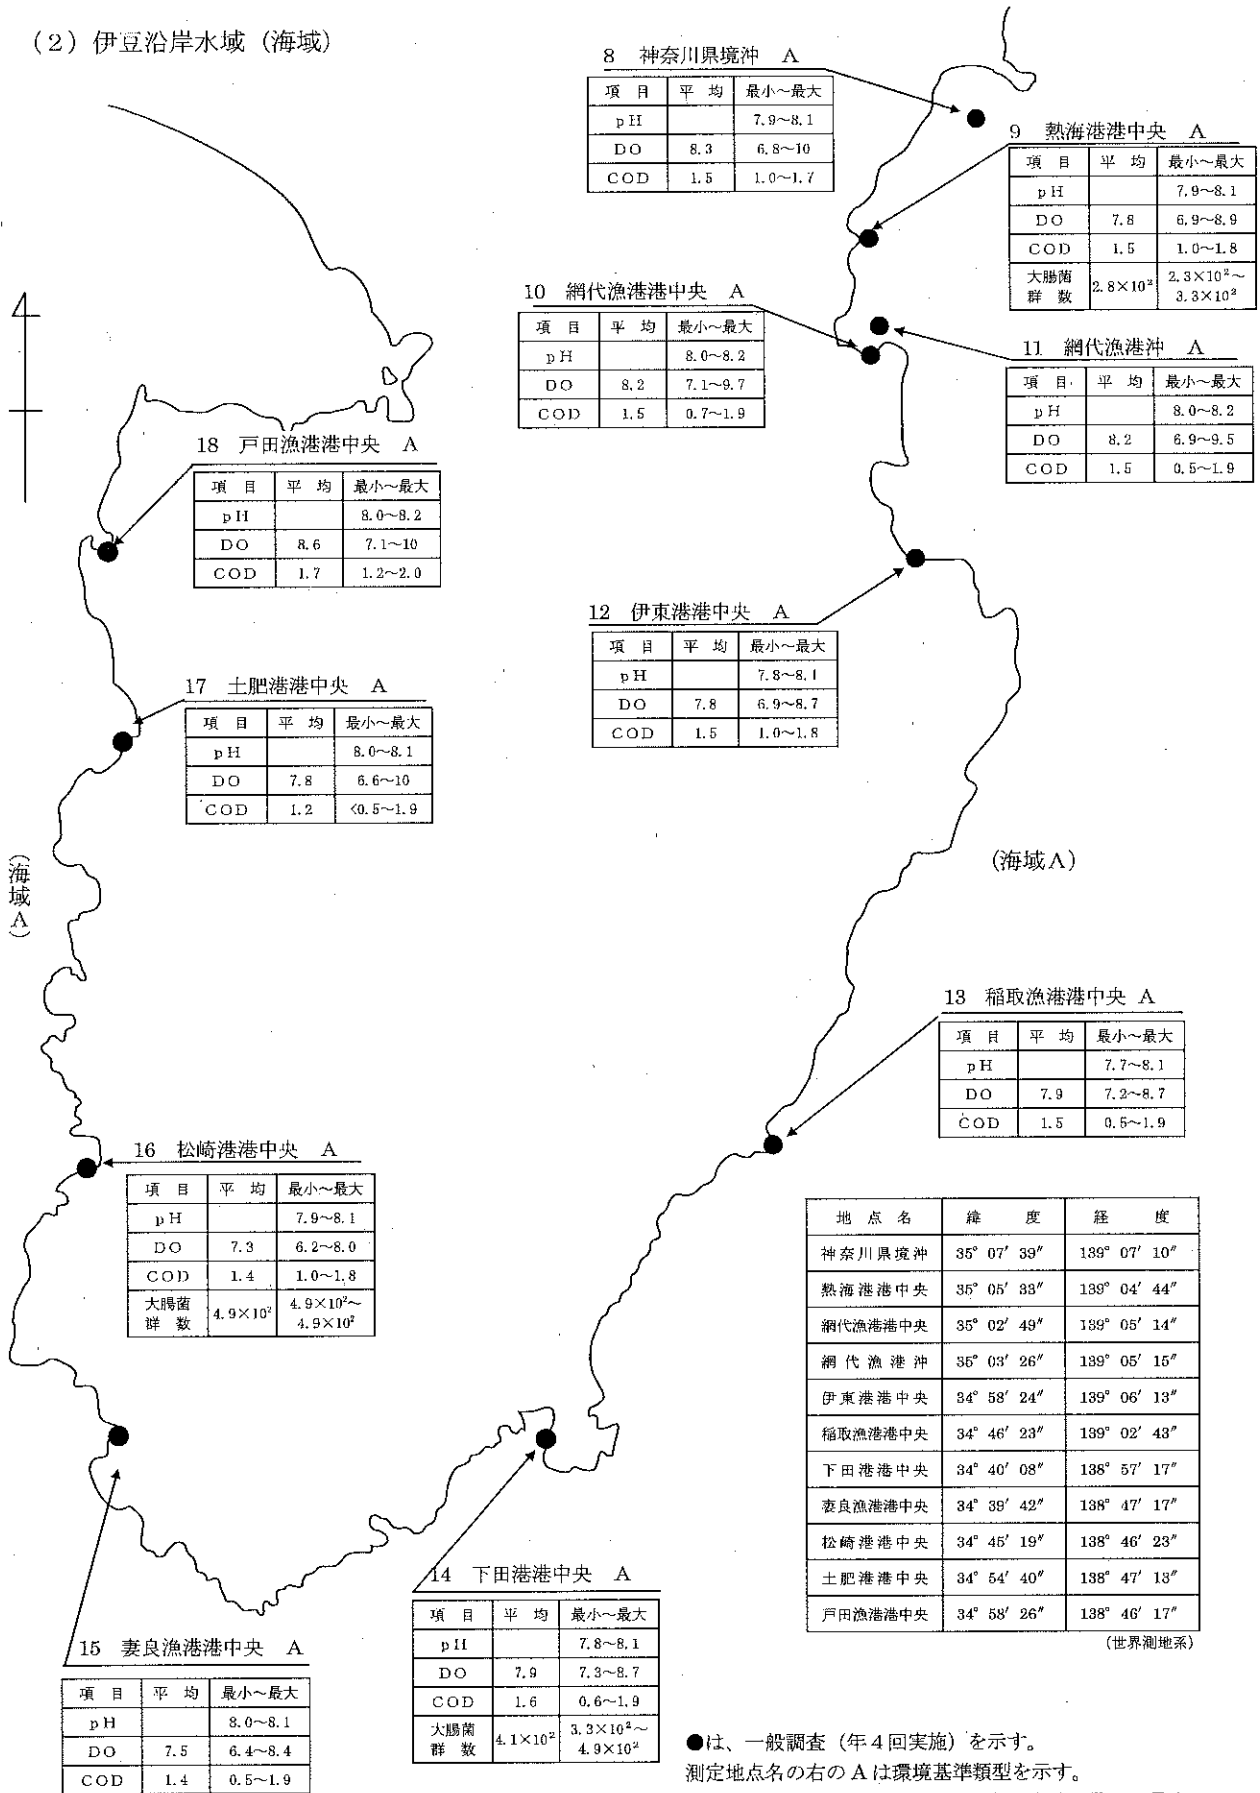 (2) 伊豆沿岸水域 (海域)
8 神奈川県境沖 A
項目 平均 最小～最大
pH 7.9～8.1
DO 8.3 6.8～10
COD 1.5 1.0～1.7
9 熱海港港中央 A
項目 平均 最小～最大
pH 7.9～8.1
DO 7.8 6.9～8.9
COD 1.5 1.0～1.8
大腸菌群数 2.8×10² 2.3×10²～3.3×10²
10 網代漁港港中央 A
項目 平均 最小～最大
pH 8.0～8.2
DO 8.2 7.1～9.7
COD 1.5 0.7～1.9
11 網代漁港沖 A
項目 平均 最小～最大
pH 8.0～8.2
DO 8.2 6.9～9.5
COD 1.5 0.5～1.9
18 戸田漁港港中央 A
項目 平均 最小～最大
pH 8.0～8.2
DO 8.6 7.1～10
COD 1.7 1.2～2.0
12 伊東港港中央 A
項目 平均 最小～最大
pH 7.8～8.1
DO 7.8 6.9～8.7
COD 1.5 1.0～1.8
17 土肥港港中央 A
項目 平均 最小～最大
pH 8.0～8.1
DO 7.8 6.6～10
COD 1.2 <0.5～1.9
(海域A)
(海域A)
13 稲取漁港港中央 A
項目 平均 最小～最大
pH 7.7～8.1
DO 7.9 7.2～8.7
COD 1.5 0.5～1.9
16 松崎港港中央 A
項目 平均 最小～最大
pH 7.9～8.1
DO 7.3 6.2～8.0
COD 1.4 1.0～1.8
大腸菌群数 4.9×10² 4.9×10²～4.9×10²
地点名 緯度 経度
神奈川県境沖 35° 07′ 39″ 139° 07′ 10″
熱海港港中央 35° 05′ 33″ 139° 04′ 44″
網代漁港港中央 35° 02′ 49″ 139° 05′ 14″
網代漁港沖 35° 03′ 26″ 139° 05′ 15″
伊東港港中央 34° 58′ 24″ 139° 06′ 13″
稲取漁港港中央 34° 46′ 23″ 139° 02′ 43″
下田港港中央 34° 40′ 08″ 138° 57′ 17″
妻良漁港港中央 34° 39′ 42″ 138° 47′ 17″
松崎港港中央 34° 45′ 19″ 138° 46′ 23″
土肥港港中央 34° 54′ 40″ 138° 47′ 13″
戸田漁港港中央 34° 58′ 26″ 138° 46′ 17″
(世界測地系)
14 下田港港中央 A
項目 平均 最小～最大
pH 7.8～8.1
DO 7.9 7.3～8.7
COD 1.6 0.6～1.9
大腸菌群数 4.1×10² 3.3×10²～4.9×10²
15 妻良漁港港中央 A
項目 平均 最小～最大
pH 8.0～8.1
DO 7.5 6.4～8.4
COD 1.4 0.5～1.9
●は、一般調査 (年4回実施) を示す。
測定地点名の右のAは環境基準類型を示す。